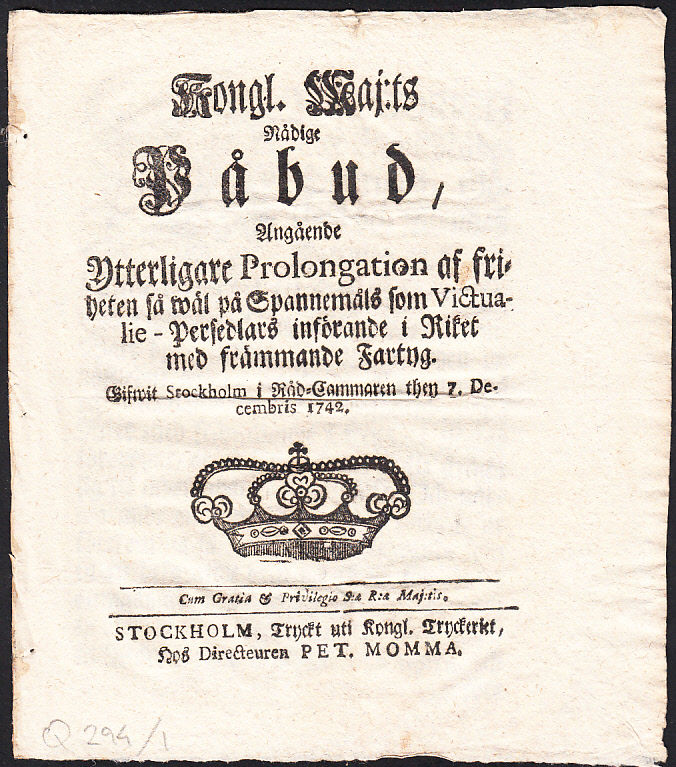 Kongl. Maj:ts
Nådige
Påbud,
Angående
Ytterligare Prolongation af fri-
heten så wäl på Spannemåls som Victua-
lie - Persedlars införande i Riket
med främmande Fartyg.
Gifwit Stockholm i Råd-Cammaren then 7. De-
cembris 1742.
Cum Gratia & Privilegio S:æ R:æ Maj:tis.
STOCKHOLM, Tryckt uti Kongl. Tryckeriet,
Hos Directeuren PET. MOMMA.
Q 294/1